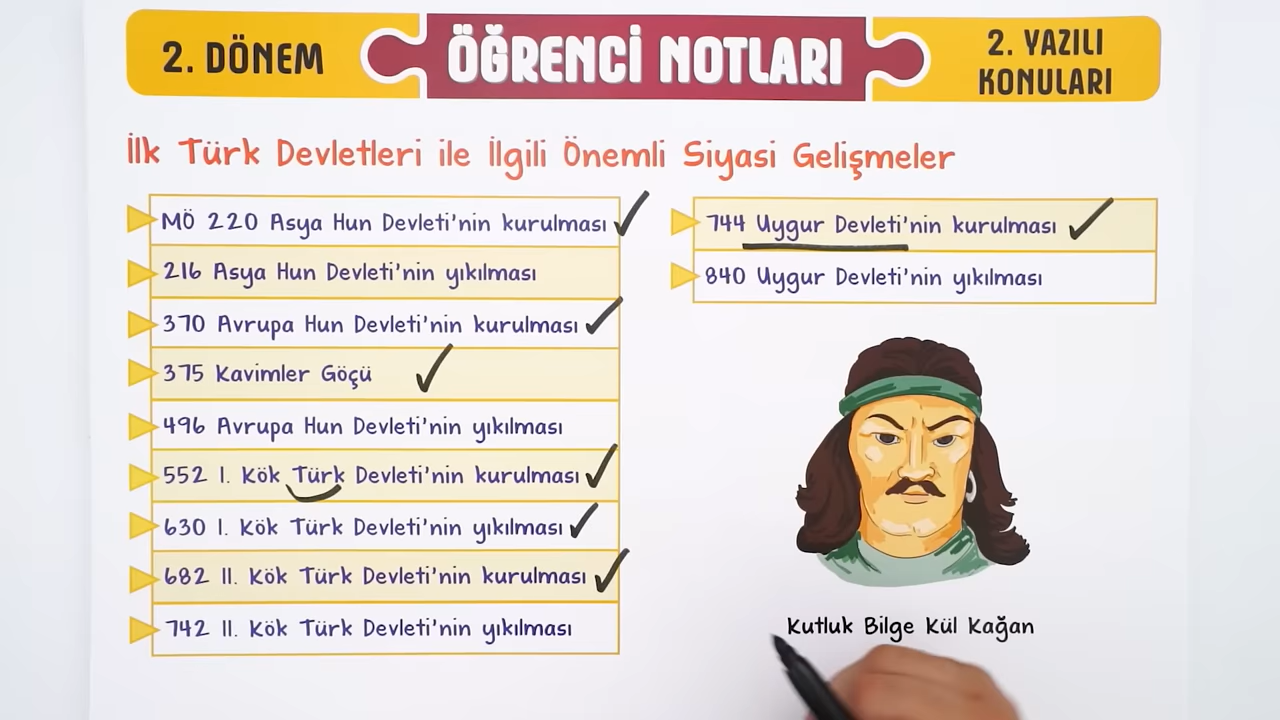 2. DÖNEM
ÖĞRENCİ NOTLARI
2. YAZILI
KONULARI
İlk Türk Devletleri ile İlgili Önemli Siyasi Gelişmeler
MÖ 220 Asya Hun Devleti'nin kurulması
216 Asya Hun Devleti'nin yıkılması
370 Avrupa Hun Devleti'nin kurulması
375 Kavimler Göçü
496 Avrupa Hun Devleti'nin yıkılması
552 I. Kök Türk Devleti'nin kurulması
630 I. Kök Türk Devleti'nin yıkılması
682 II. Kök Türk Devleti'nin kurulması
742 II. Kök Türk Devleti'nin yıkılması
744 Uygur Devleti'nin kurulması
840 Uygur Devleti'nin yıkılması
Kutluk Bilge Kül Kağan